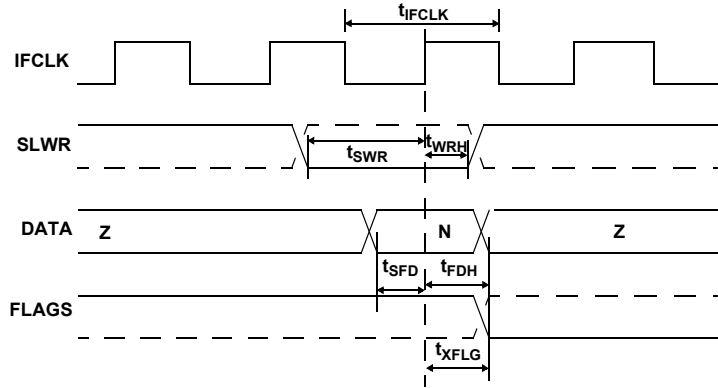 tIFCLK
IFCLK
SLWR
tSWR
tWRH
DATA
Z
N
Z
tSFD
tFDH
FLAGS
tXFLG